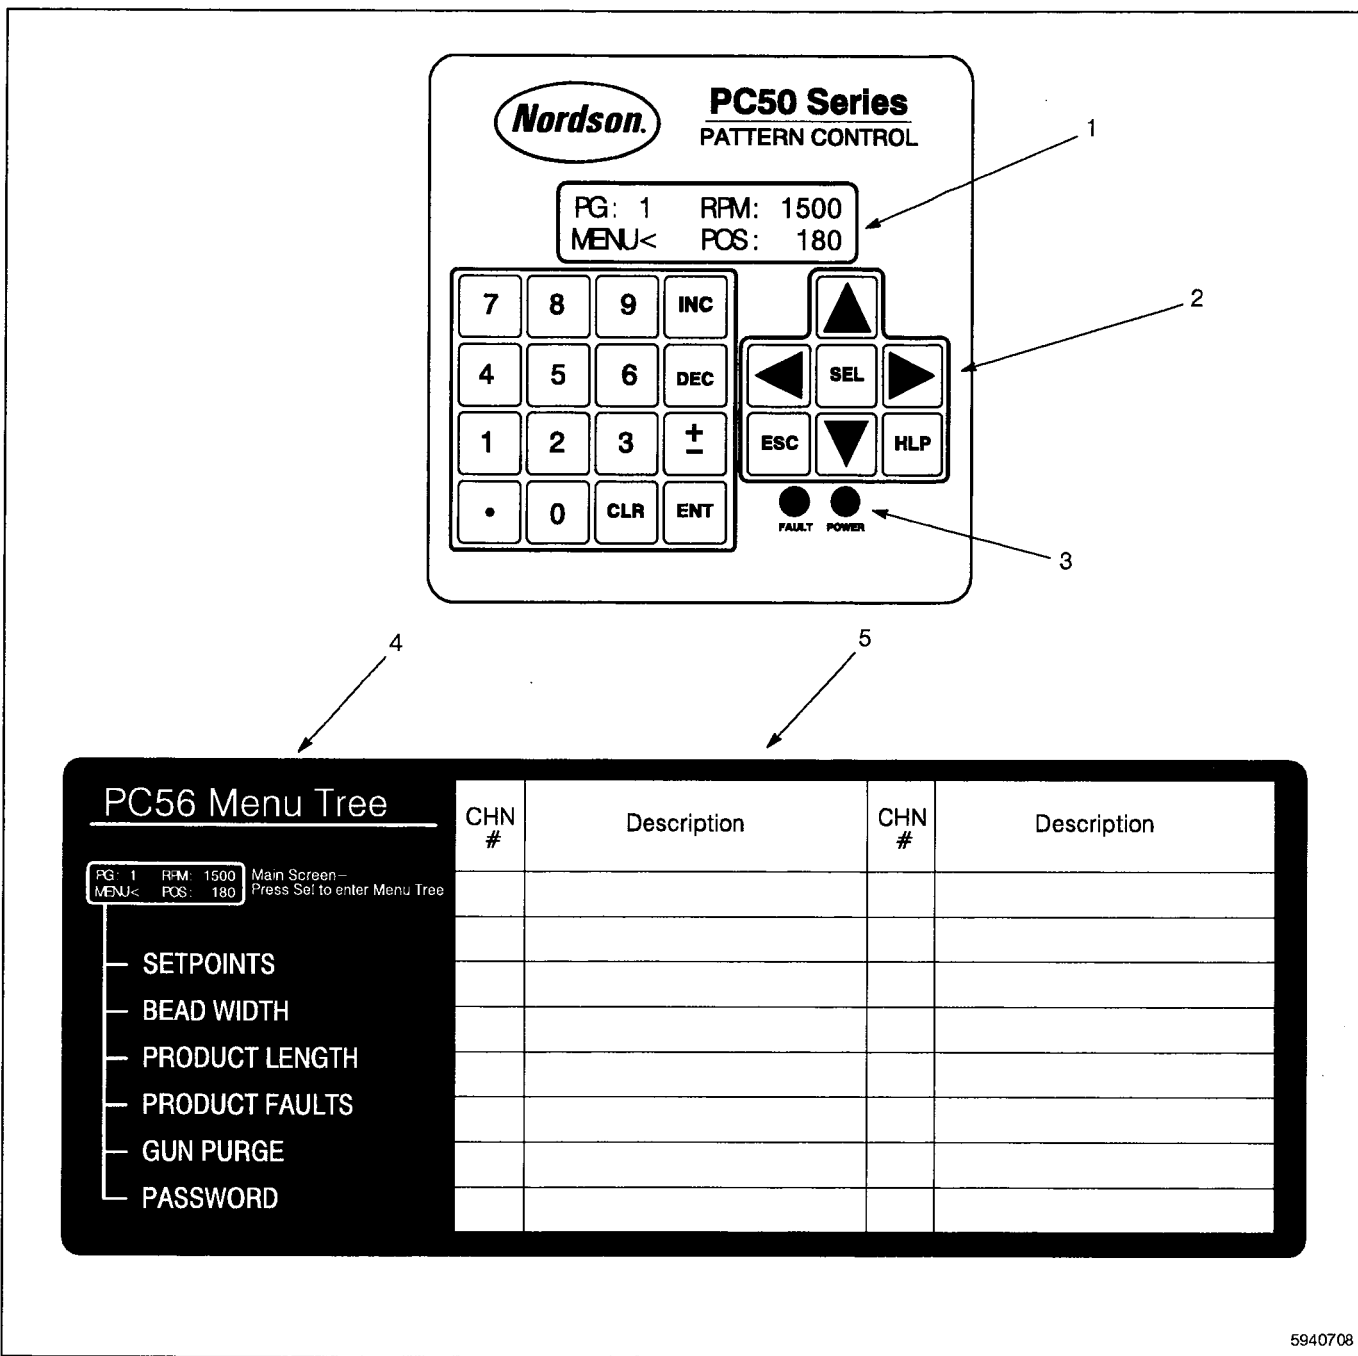 Nordson.
PC50 Series
PATTERN CONTROL
1
PG: 1 RPM: 1500
MENU< POS: 180
2
7 8 9 INC
4 5 6 DEC
1 2 3 + −
. 0 CLR ENT
SEL
ESC HLP
FAULT POWER
3
4
5
PC56 Menu Tree
PG: 1 RPM: 1500
MENU< POS: 180
Main Screen–
Press Sel to enter Menu Tree
SETPOINTS
BEAD WIDTH
PRODUCT LENGTH
PRODUCT FAULTS
GUN PURGE
PASSWORD
CHN # Description CHN # Description
5940708